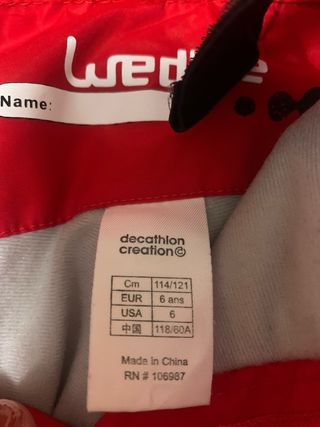 Name:
decathlon
creation©
Cm 114/121
EUR 6 ans
USA 6
中国 118/60A
Made in China
RN # 106987